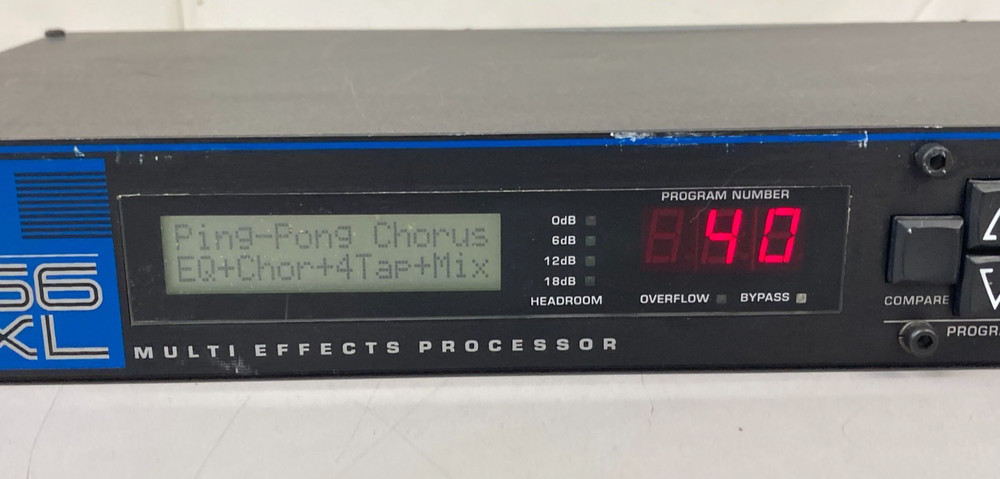 56
XL
Ping-Pong Chorus
EQ+Chor+4Tap+Mix
0dB
6dB
12dB
18dB
HEADROOM
PROGRAM NUMBER
40
OVERFLOW
BYPASS
COMPARE
MULTI EFFECTS PROCESSOR